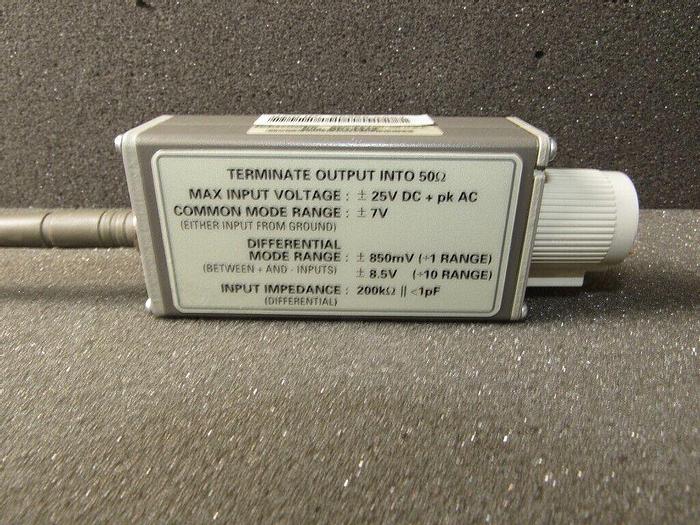 TERMINATE OUTPUT INTO 50Ω
MAX INPUT VOLTAGE : ± 25V DC + pk AC
COMMON MODE RANGE : ± 7V
(EITHER INPUT FROM GROUND)
DIFFERENTIAL
MODE RANGE : ± 850mV (÷1 RANGE)
(BETWEEN + AND - INPUTS) ± 8.5V (÷10 RANGE)
INPUT IMPEDANCE : 200kΩ || <1pF
(DIFFERENTIAL)